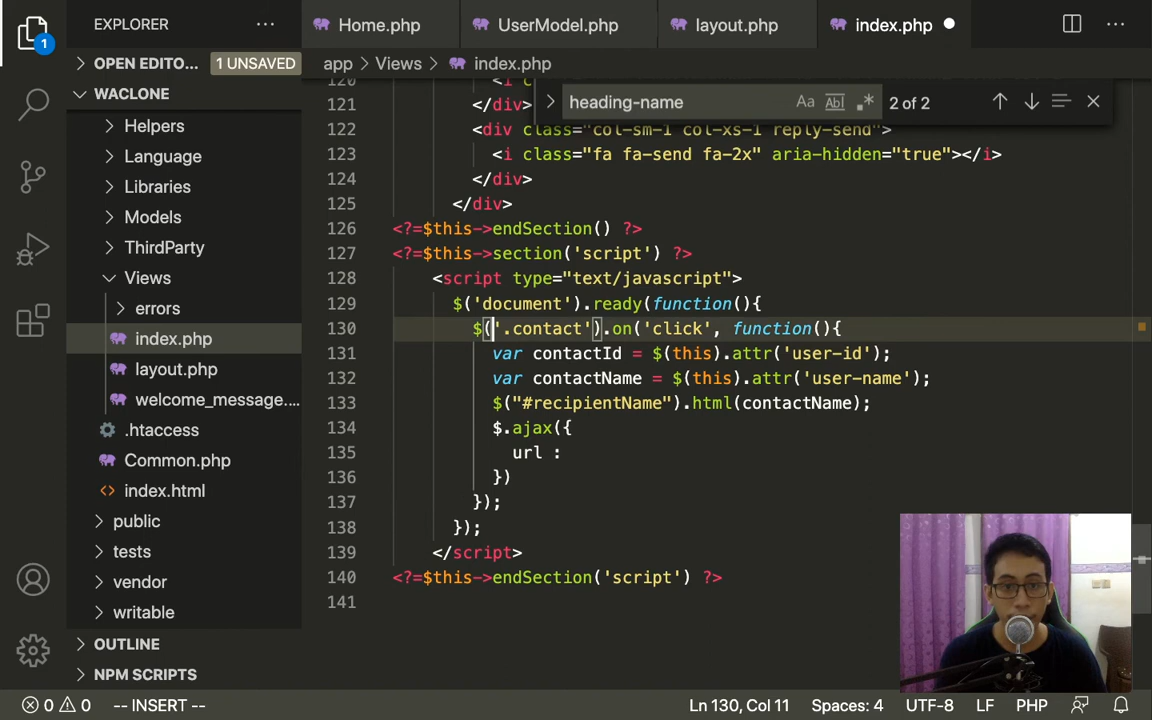 EXPLORER
Home.php
UserModel.php
layout.php
index.php
1
OPEN EDITO...
1 UNSAVED
app > Views > index.php
WACLONE
Helpers
Language
Libraries
Models
ThirdParty
Views
errors
index.php
layout.php
welcome_message....
.htaccess
Common.php
index.html
public
tests
vendor
writable
OUTLINE
NPM SCRIPTS
heading-name
Aa
Abl
.*
2 of 2
120 <i c
121 </div>
122 <div class="col-sm-1 col-xs-1 reply-send">
123 <i class="fa fa-send fa-2x" aria-hidden="true"></i>
124 </div>
125 </div>
126 <?=$this->endSection() ?>
127 <?=$this->section('script') ?>
128 <script type="text/javascript">
129 $('document').ready(function(){
130 $('.contact').on('click', function(){
131 var contactId = $(this).attr('user-id');
132 var contactName = $(this).attr('user-name');
133 $("#recipientName").html(contactName);
134 $.ajax({
135 url :
136 })
137 });
138 });
139 </script>
140 <?=$this->endSection('script') ?>
141
0 0 -- INSERT --
Ln 130, Col 11
Spaces: 4
UTF-8
LF
PHP